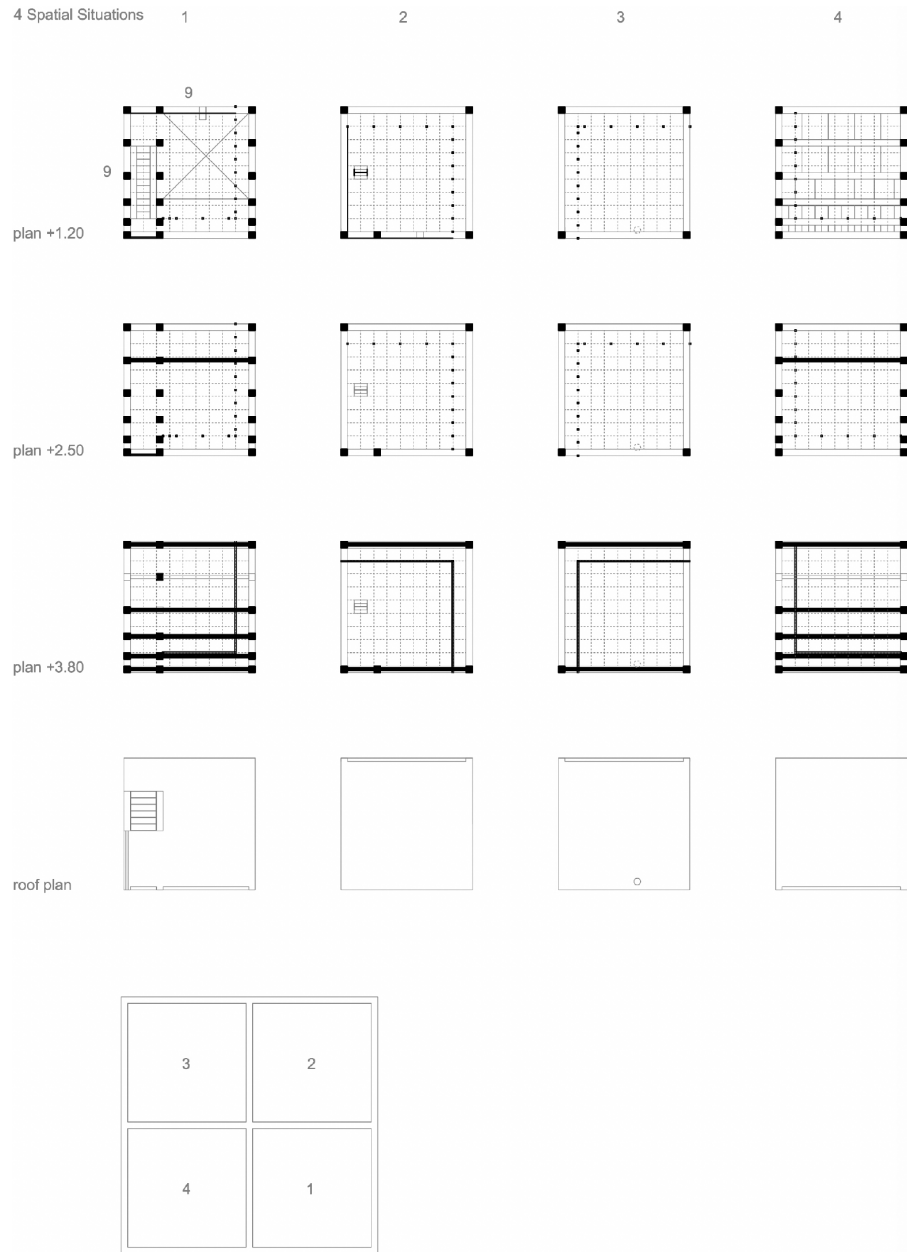 4 Spatial Situations 1 2 3 4
9
9
plan +1.20
plan +2.50
plan +3.80
roof plan
3 2
4 1